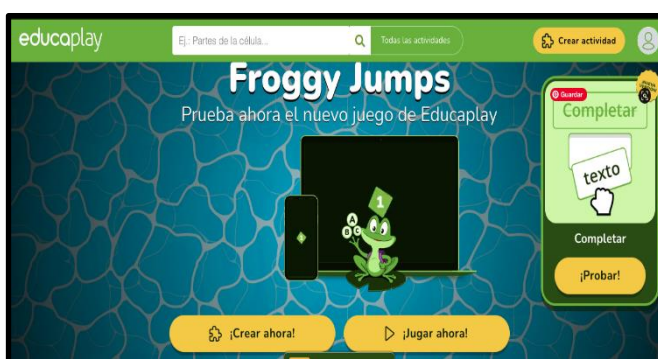 educaplay
Ej.: Partes de la célula...
Todas las actividades
Crear actividad
Froggy Jumps
Prueba ahora el nuevo juego de Educaplay
1
A
B C
Guardar
Completar
texto
Completar
¡Probar!
¡Crear ahora!
¡Jugar ahora!